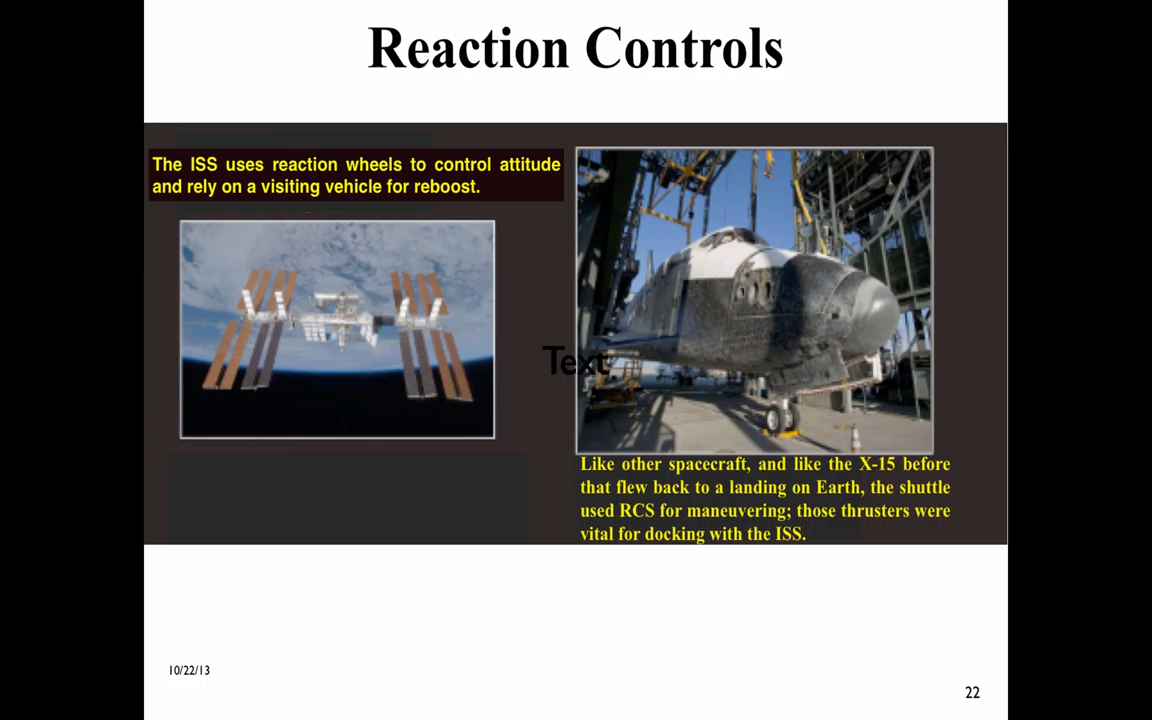 Reaction Controls
The ISS uses reaction wheels to control attitude
and rely on a visiting vehicle for reboost.
Text
Like other spacecraft, and like the X-15 before
that flew back to a landing on Earth, the shuttle
used RCS for maneuvering; those thrusters were
vital for docking with the ISS.
10/22/13
22